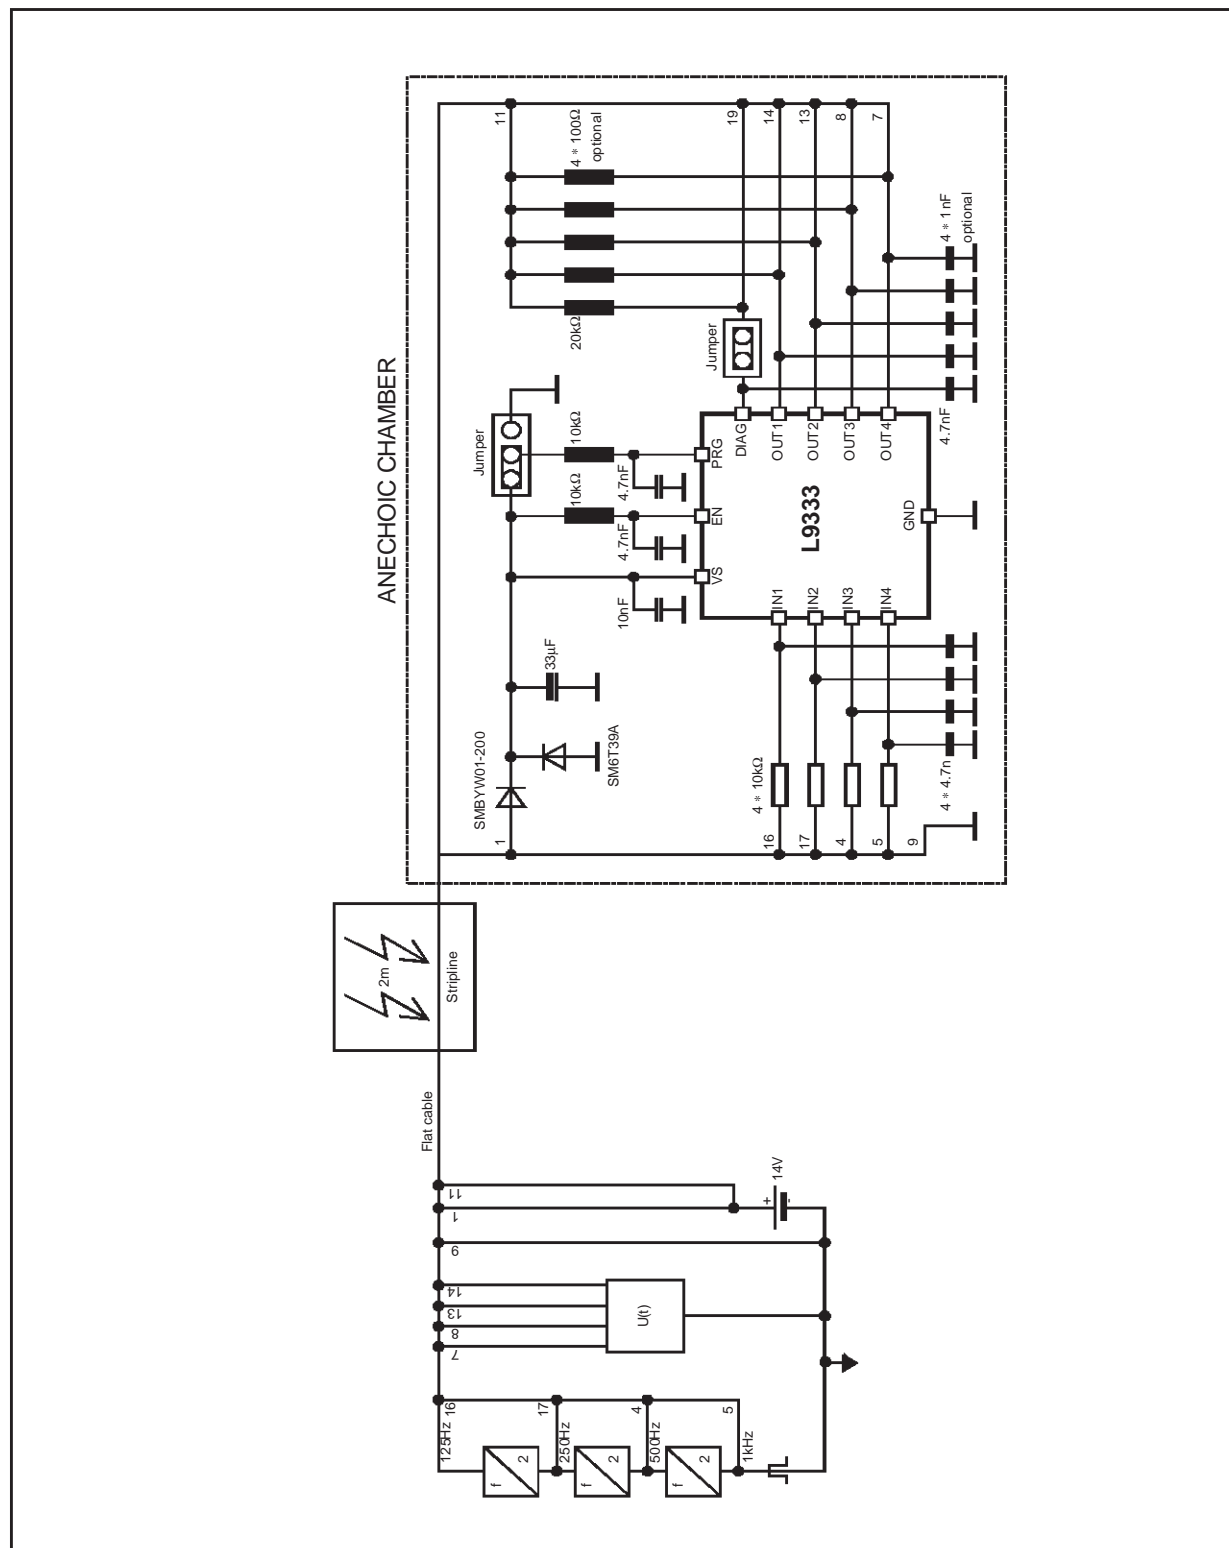 ANECHOIC CHAMBER
11
4 * 100Ω
optional
19
14
13
8
7
20kΩ
Jumper
4 * 1nF
optional
Jumper
10kΩ
10kΩ
4.7nF
4.7nF
10nF
4.7nF
PRG
EN
VS
DIAG
OUT1
OUT2
OUT3
OUT4
L9333
GND
IN1
IN2
IN3
IN4
33µF
SM6T39A
SMBYW01-200
1
4 * 10kΩ
4 * 4.7n
16
17
4
5
9
2m
Stripline
Flat cable
11
1
9
14
13
8
7
14V
+
-
U(t)
16
17
4
5
125Hz
250Hz
500Hz
1kHz
f
2
f
2
f
2